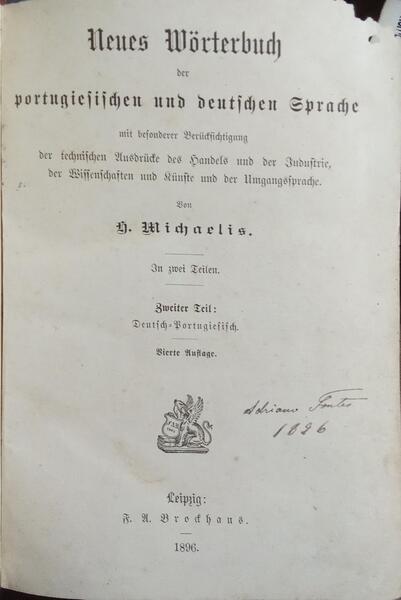 Neues Wörterbuch
der
portugiesischen und deutschen Sprache
mit besonderer Berücksichtigung
der technischen Ausdrücke des Handels und der Industrie,
der Wissenschaften und Künste und der Umgangssprache.
Von
H. Michaelis.
In zwei Teilen.
Zweiter Teil:
Deutsch-Portugiesisch.
Vierte Auflage.
Adriano Fontes
1926
Leipzig:
F. A. Brockhaus.
1896.